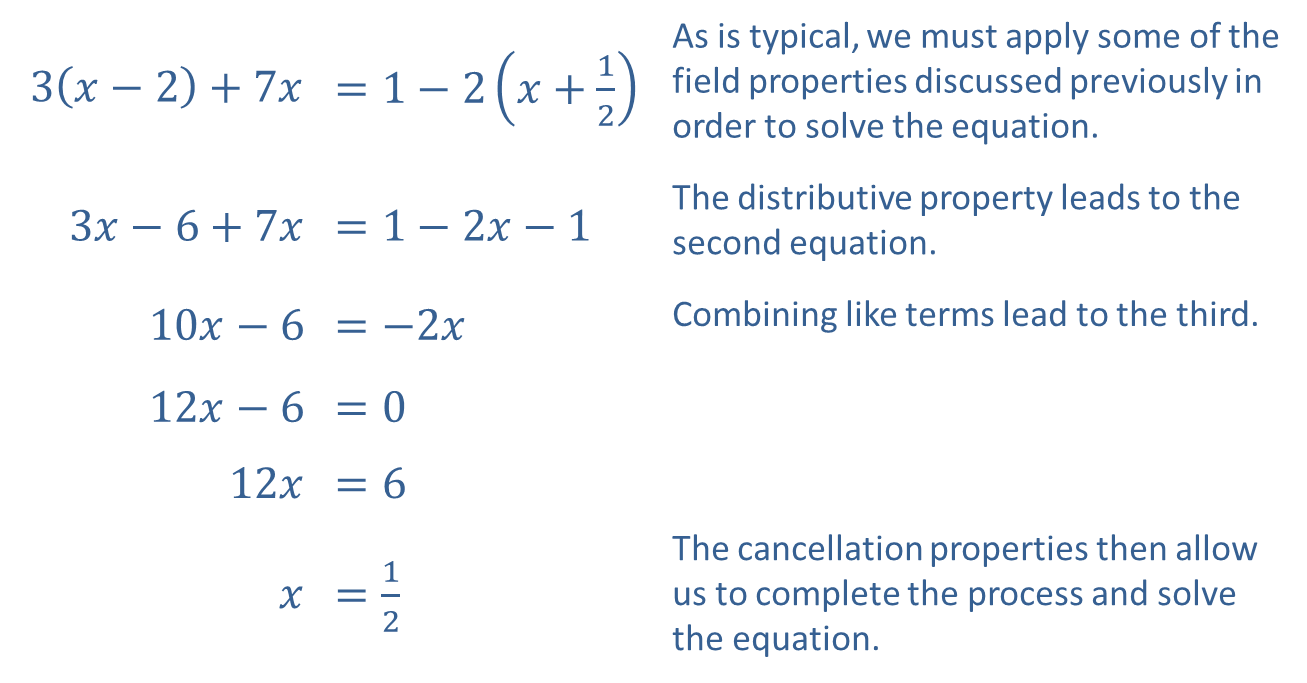 3(x − 2) + 7x = 1 − 2(x + 1/2)
As is typical, we must apply some of the
field properties discussed previously in
order to solve the equation.
3x − 6 + 7x = 1 − 2x − 1
The distributive property leads to the
second equation.
10x − 6 = −2x
Combining like terms lead to the third.
12x − 6 = 0
12x = 6
x = 1/2
The cancellation properties then allow
us to complete the process and solve
the equation.